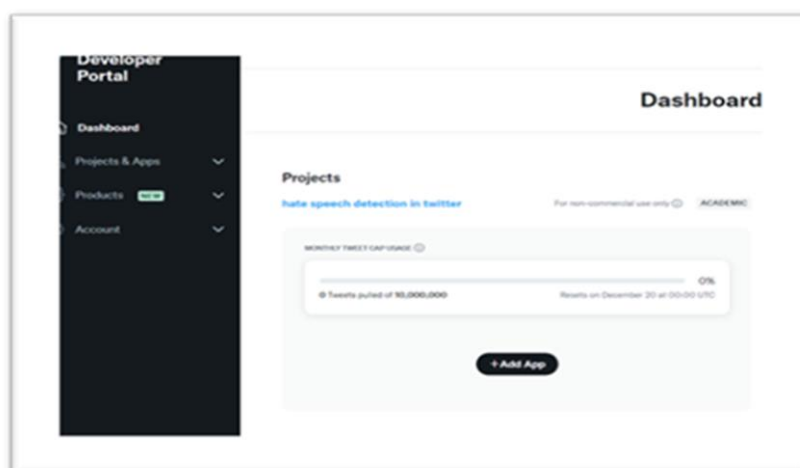 Developer
Portal
Dashboard
Projects & Apps
Products NEW
Account
Dashboard
Projects
hate speech detection in twitter
For non-commercial use only
ACADEMIC
MONTHLY TWEET CAP USAGE
0%
0 Tweets pulled of 10,000,000
Resets on December 20 at 00:00 UTC
+ Add App